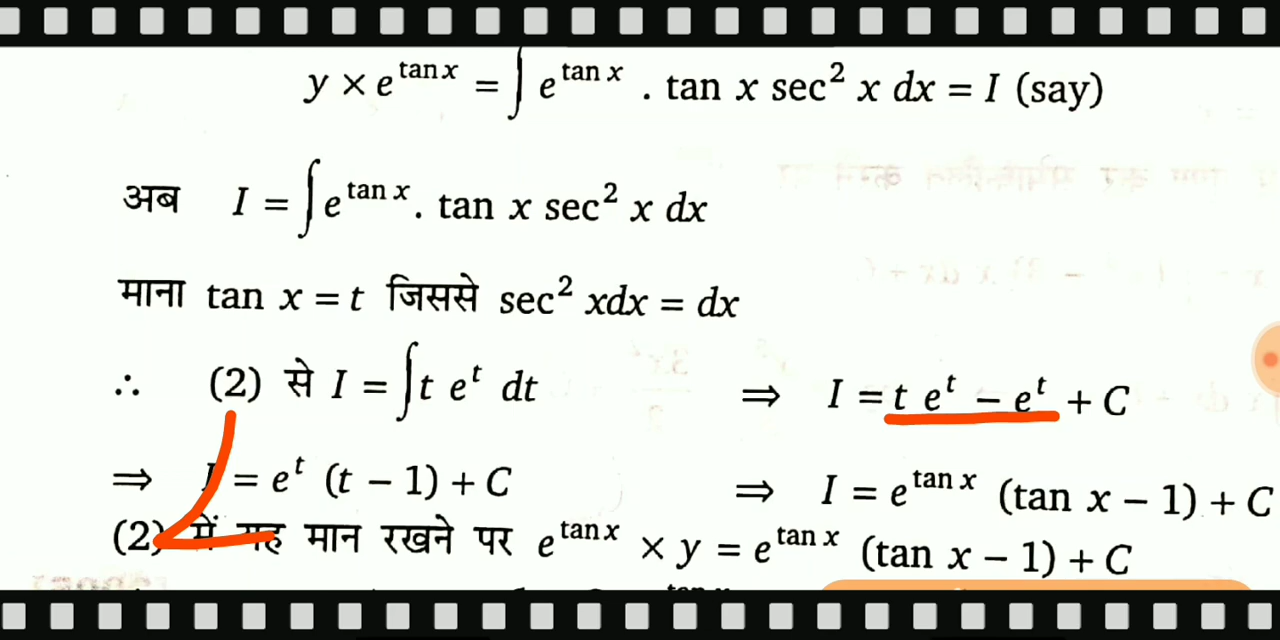 y × e^{tan x} = ∫ e^{tan x} . tan x sec² x dx = I (say)
अब I = ∫ e^{tan x} . tan x sec² x dx
माना tan x = t जिससे sec² xdx = dx
∴ (2) से I = ∫ t e^t dt ⇒ I = t e^t − e^t + C
⇒ I = e^t (t − 1) + C ⇒ I = e^{tan x} (tan x − 1) + C
(2) में यह मान रखने पर e^{tan x} × y = e^{tan x} (tan x − 1) + C